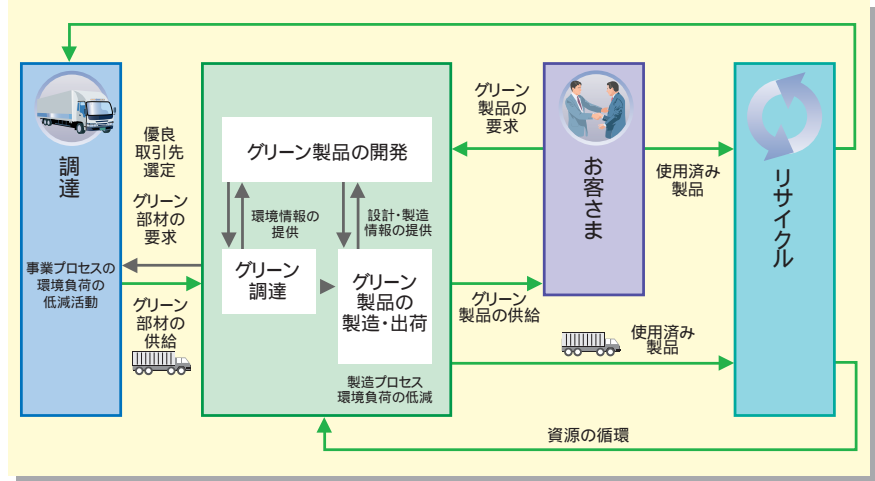 調達
事業プロセスの
環境負荷の
低減活動
優良
取引先
選定
グリーン
部材の
要求
グリーン
部材の
供給
グリーン製品の開発
環境情報の
提供
設計・製造
情報の提供
グリーン
調達
グリーン
製品の
製造・出荷
製造プロセス
環境負荷の低減
グリーン
製品の
要求
お客さま
グリーン
製品の供給
使用済み
製品
使用済み
製品
リサイクル
資源の循環